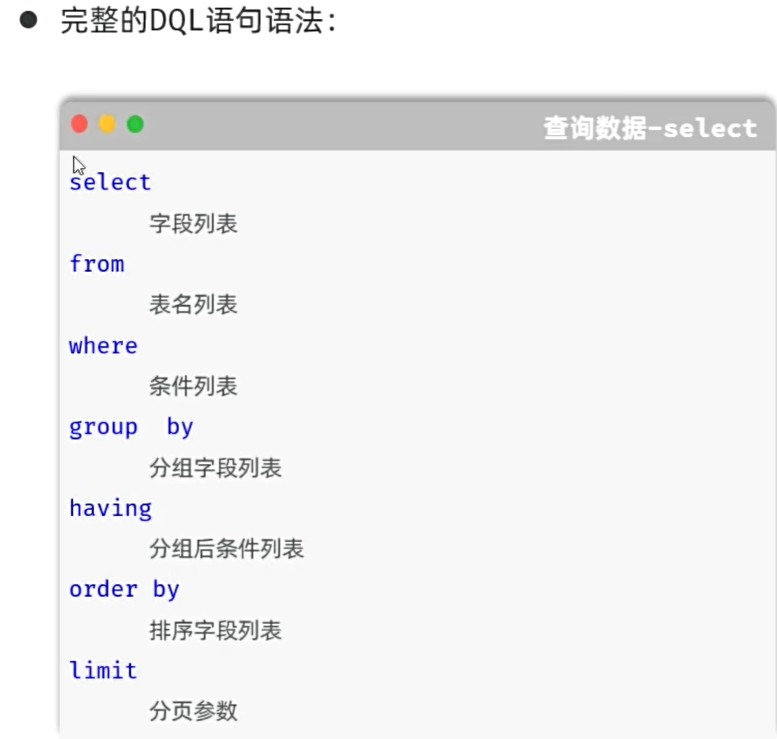 完整的DQL语句语法:
查询数据-select
select
字段列表
from
表名列表
where
条件列表
group by
分组字段列表
having
分组后条件列表
order by
排序字段列表
limit
分页参数